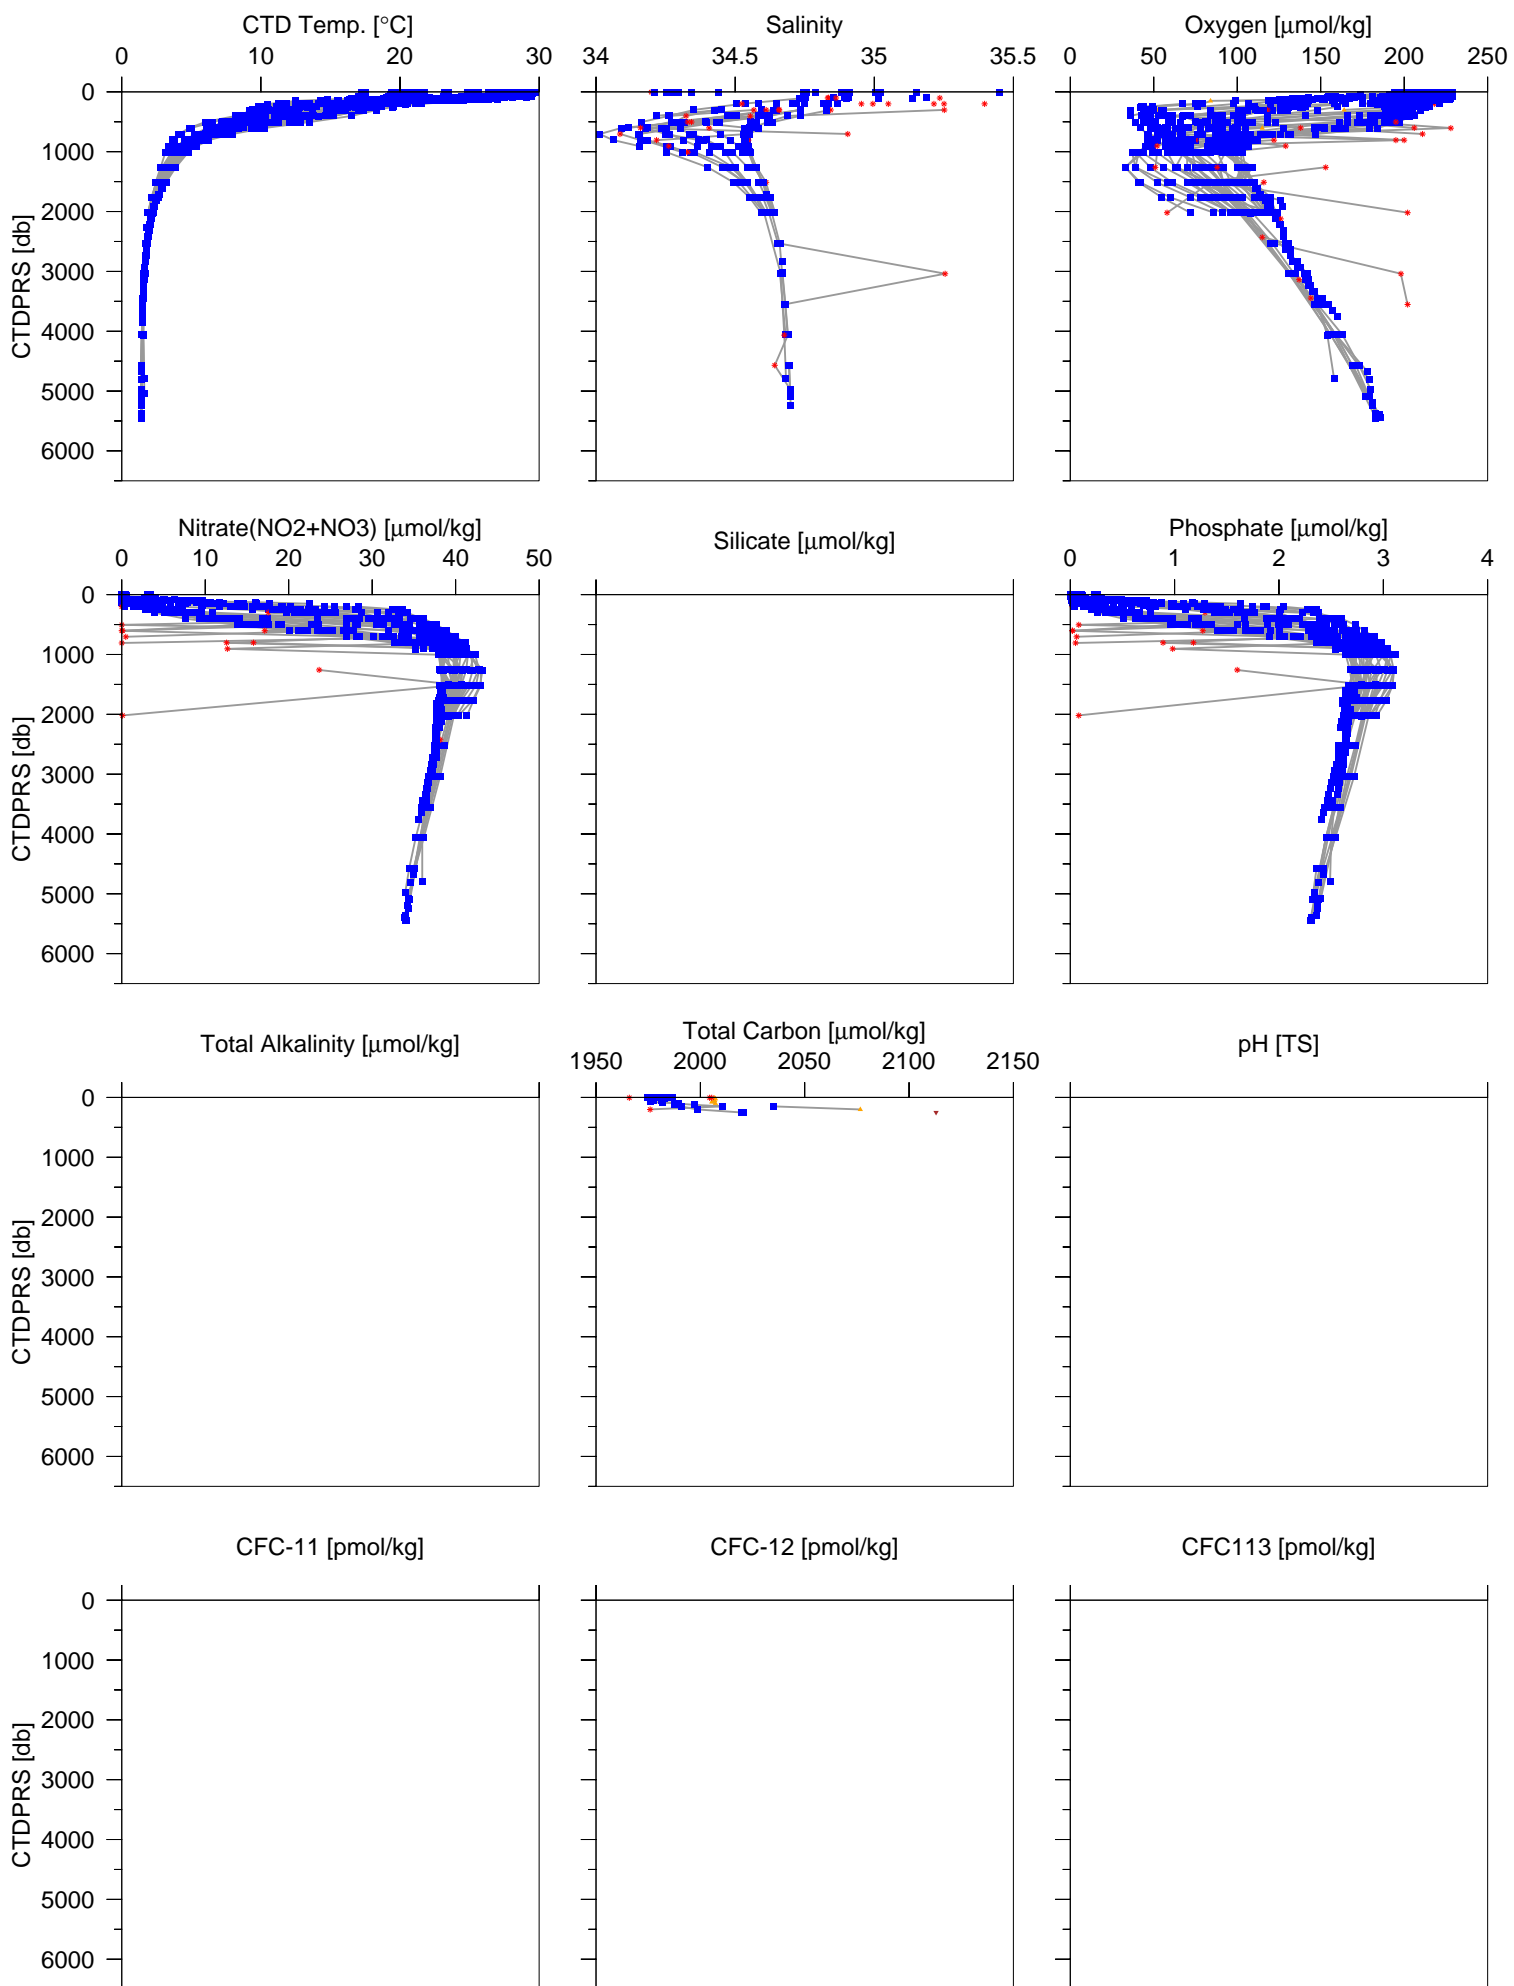 CTD Temp. [°C] Salinity Oxygen [μmol/kg]
0 10 20 30 34 34.5 35 35.5 0 50 100 150 200 250
0
1000
2000
3000
4000
5000
6000
CTDPRS [db]
Nitrate(NO2+NO3) [μmol/kg] Silicate [μmol/kg] Phosphate [μmol/kg]
0 10 20 30 40 50 0 1 2 3 4
0
1000
2000
3000
4000
5000
6000
CTDPRS [db]
Total Alkalinity [μmol/kg] Total Carbon [μmol/kg] pH [TS]
1950 2000 2050 2100 2150
0
1000
2000
3000
4000
5000
6000
CTDPRS [db]
CFC-11 [pmol/kg] CFC-12 [pmol/kg] CFC113 [pmol/kg]
0
1000
2000
3000
4000
5000
6000
CTDPRS [db]